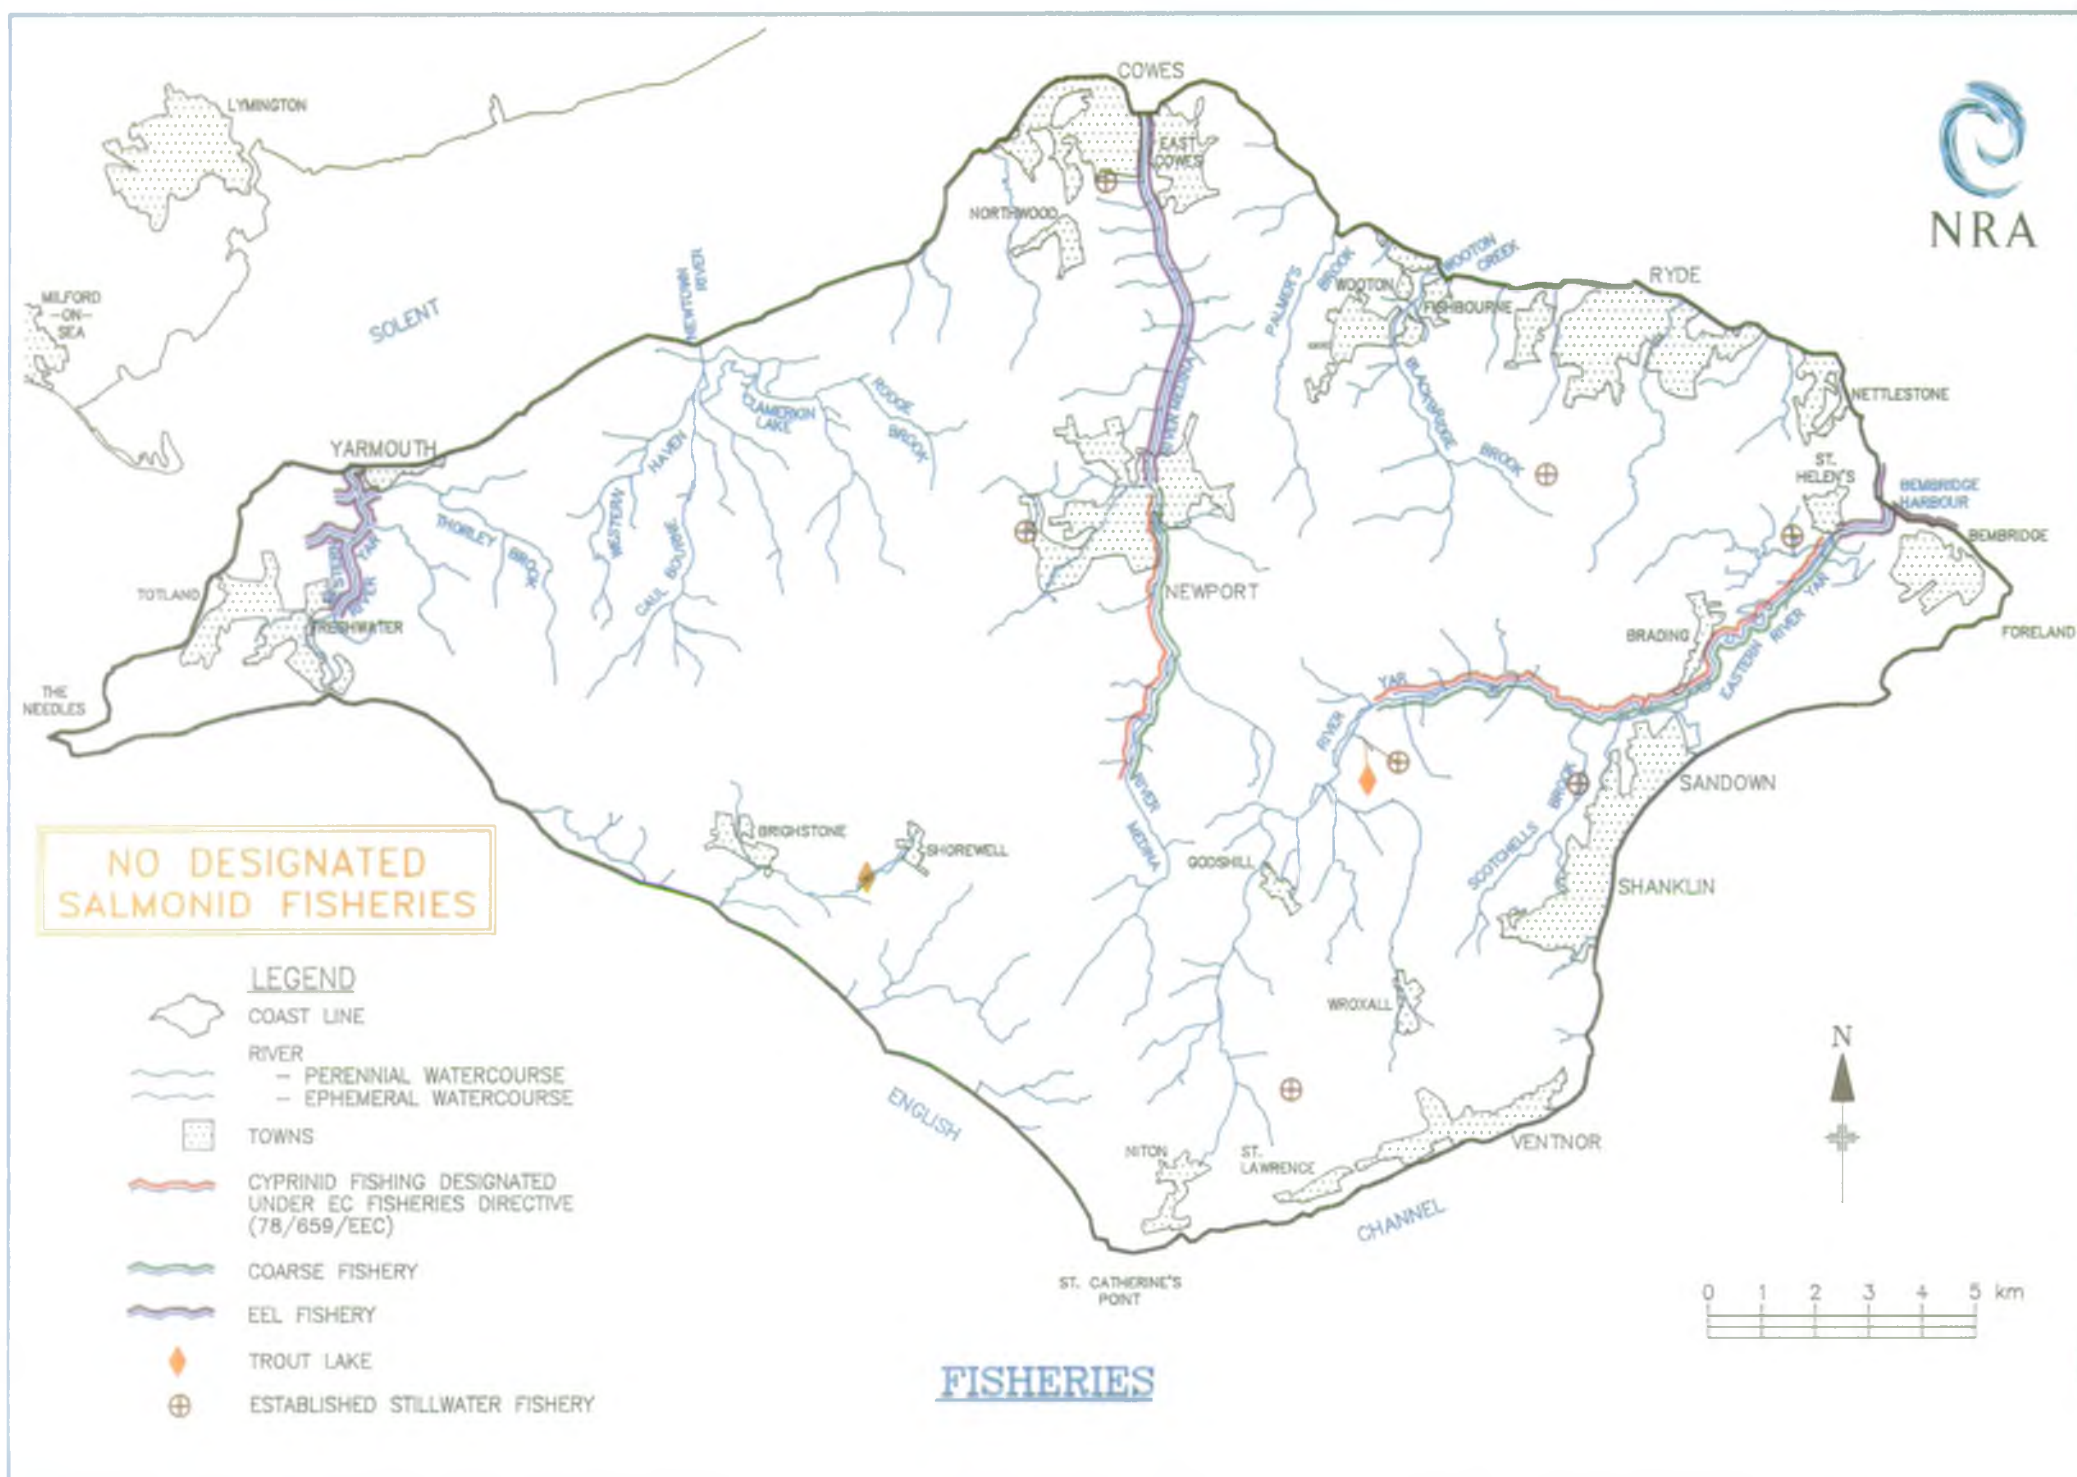 COWES
LYMINGTON
EAST
COWES
NORTHWOOD
NRA
MILFORD
-ON-
SEA
SOLENT
NEWTOWN
RIVER
PALMER'S
BROOK
WOOTON
CREEK
WOOTON
FISHBOURNE
RYDE
RIVER MEDINA
BLACKBRIDGE
BROOK
NETTLESTONE
CLAMERKIN
LAKE
RODGE
BROOK
YARMOUTH
WESTERN
HAVEN
ST.
HELEN'S
BEMBRIDGE
HARBOUR
BEMBRIDGE
THORLEY
BROOK
CAUL BOURNE
WESTERN
RIVER
YAR
TOTLAND
FRESHWATER
NEWPORT
BRADING
EASTERN RIVER YAR
FORELAND
THE
NEEDLES
RIVER
YAR
SANDOWN
RIVER
MEDINA
SCOTCHELLS BROOK
BRIGHSTONE
SHOREWELL
GODSHILL
SHANKLIN
NO DESIGNATED
SALMONID FISHERIES
WROXALL
ENGLISH
CHANNEL
NITON
ST.
LAWRENCE
VENTNOR
ST. CATHERINE'S
POINT
N
LEGEND
COAST LINE
RIVER
- PERENNIAL WATERCOURSE
- EPHEMERAL WATERCOURSE
TOWNS
CYPRINID FISHING DESIGNATED
UNDER EC FISHERIES DIRECTIVE
(78/659/EEC)
COARSE FISHERY
EEL FISHERY
TROUT LAKE
ESTABLISHED STILLWATER FISHERY
0 1 2 3 4 5 km
FISHERIES